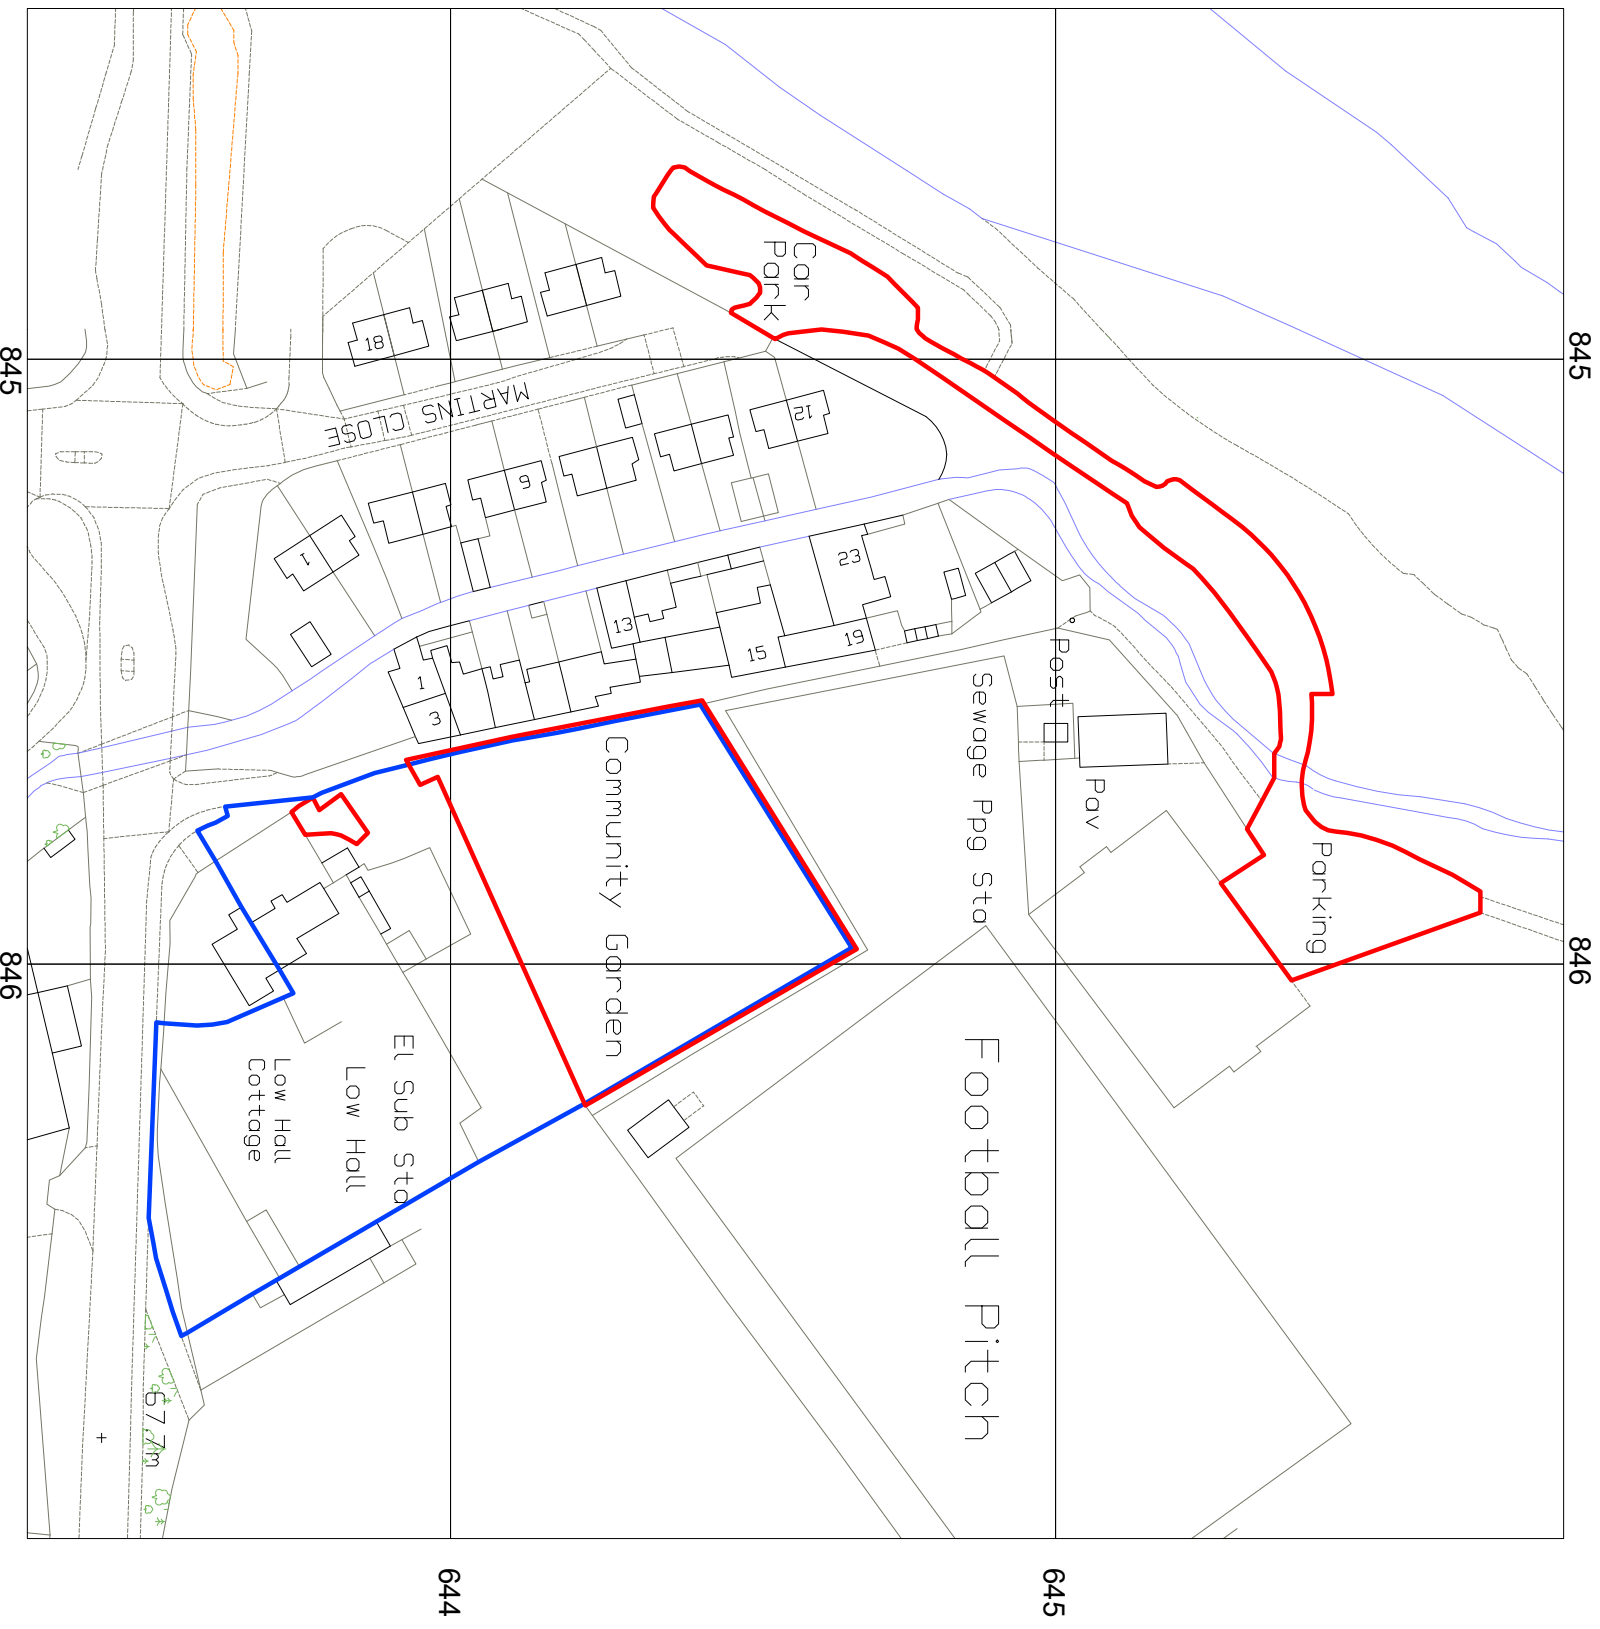 845
845
846
846
644
645
Car
Park
18
MARTINS CLOSE
12
9
1
23
13
15
19
1
3
Post
Sewage Ppg Sta
Pav
Parking
Community Garden
Football Pitch
El Sub Sta
Low Hall
Low Hall
Cottage
67.7m
+